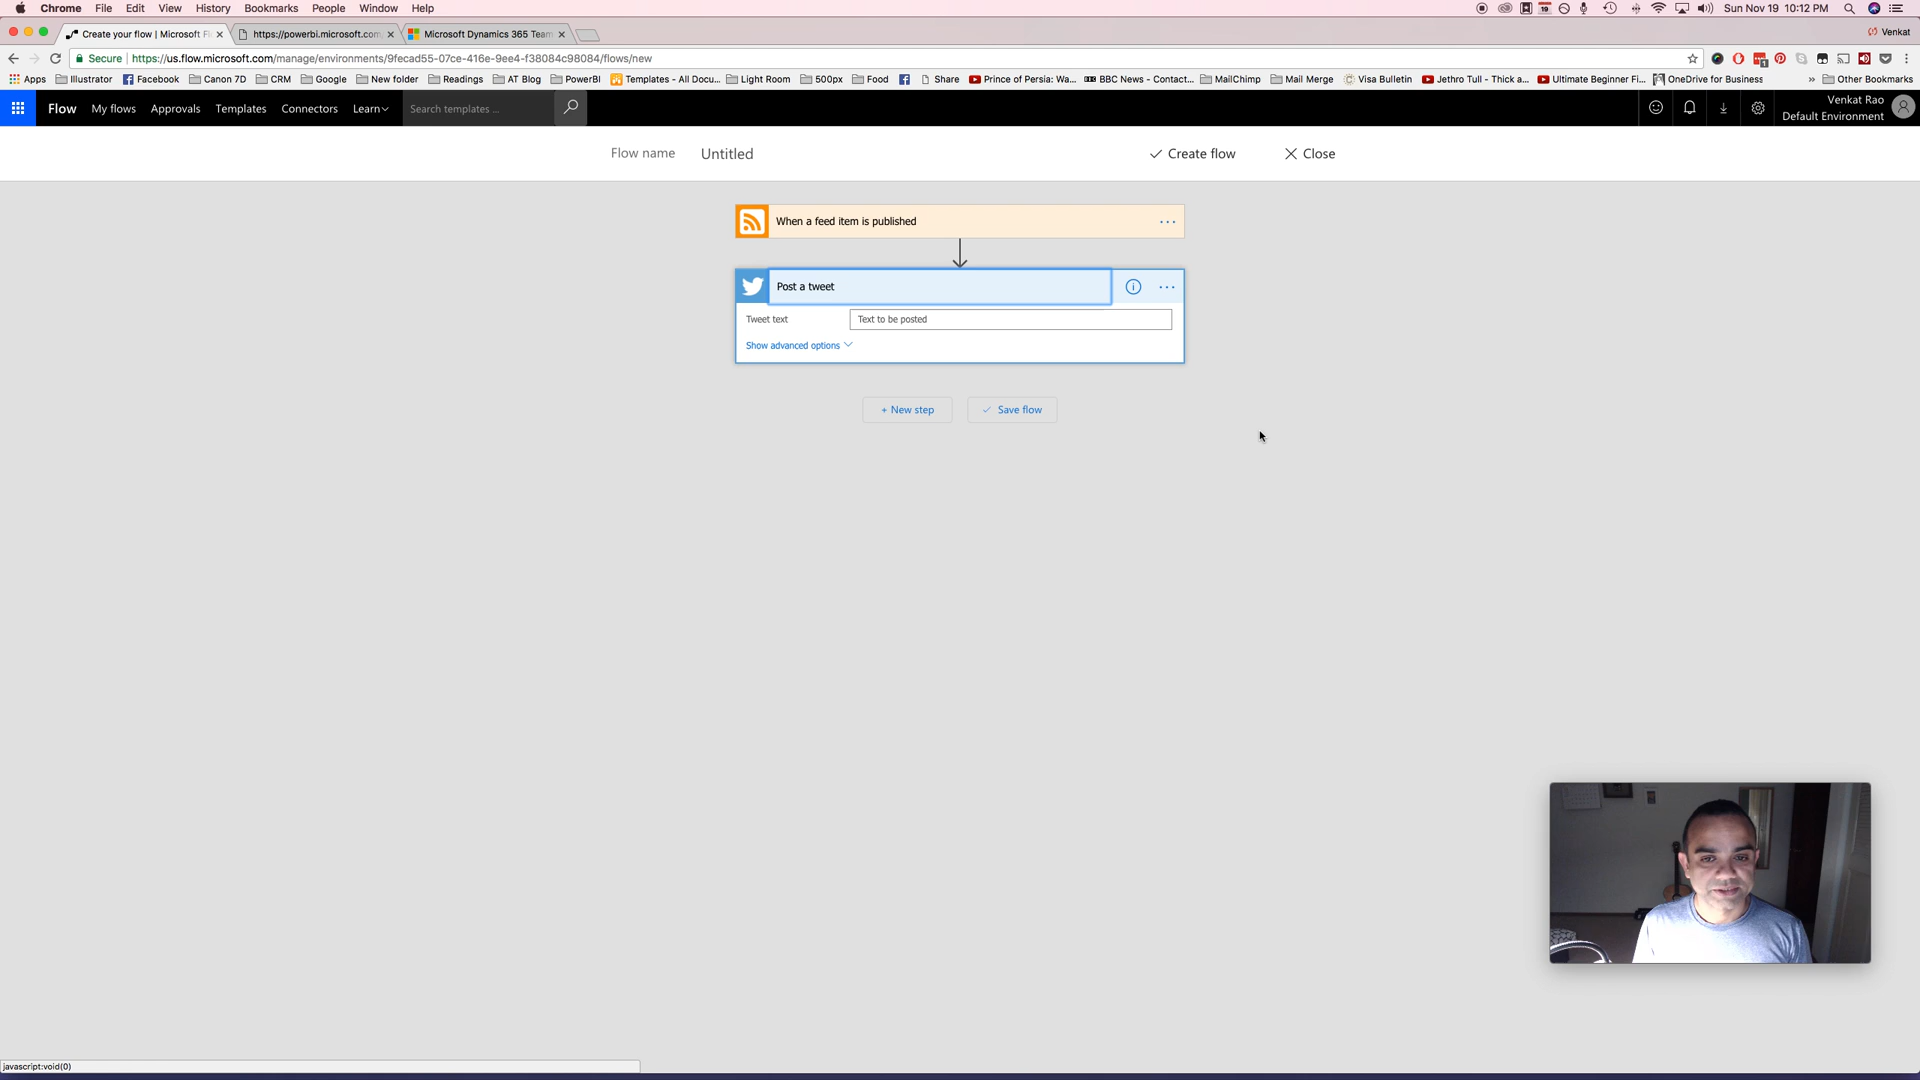 Chrome File Edit View History Bookmarks People Window Help
19
Sun Nov 19 10:12 PM
Create your flow | Microsoft Fl
https://powerbi.microsoft.com
Microsoft Dynamics 365 Team
Venkat
Secure https://us.flow.microsoft.com/manage/environments/9fecad55-07ce-416e-9ee4-f38084c98084/flows/new
Apps Illustrator Facebook Canon 7D CRM Google New folder Readings AT Blog PowerBI Templates - All Docu... Light Room 500px Food Share Prince of Persia: Wa... BBC News - Contact... MailChimp Mail Merge Visa Bulletin Jethro Tull - Thick a... Ultimate Beginner Fi... OneDrive for Business » Other Bookmarks
Flow My flows Approvals Templates Connectors Learn Search templates ...
Venkat Rao
Default Environment
Flow name Untitled Create flow Close
When a feed item is published ...
Post a tweet ...
Tweet text Text to be posted
Show advanced options
+ New step Save flow
javascript:void(0)